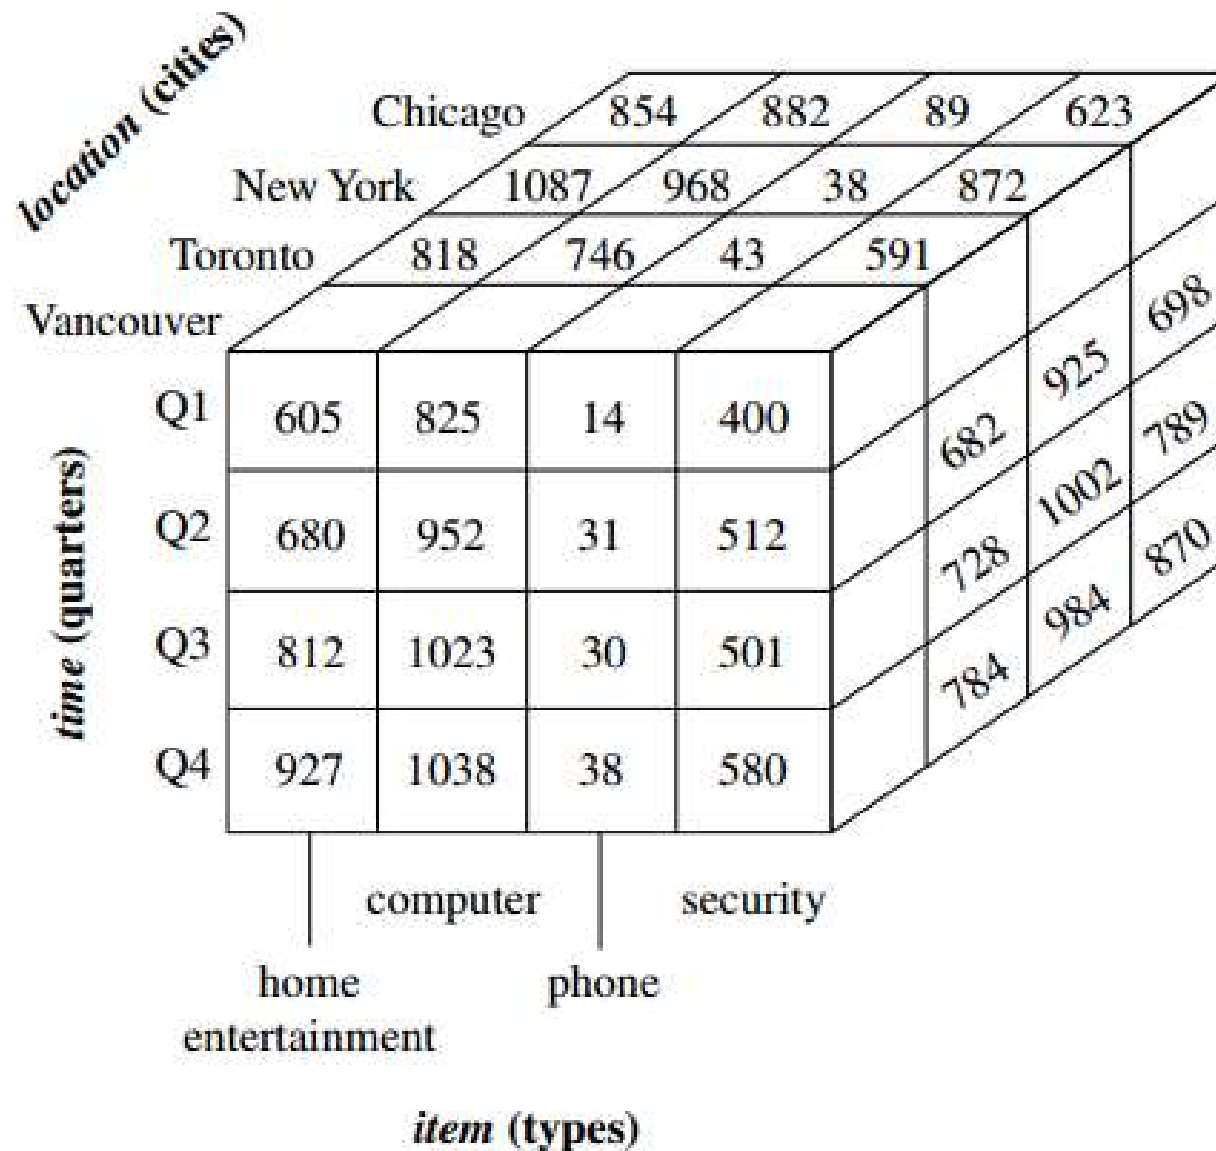 location (cities)
Chicago 854 882 89 623
New York 1087 968 38 872
Toronto 818 746 43 591
Vancouver
Q1 605 825 14 400
682 925 698
Q2 680 952 31 512
728 1002 789
Q3 812 1023 30 501
784 984 870
Q4 927 1038 38 580
time (quarters)
computer security
home phone
entertainment
item (types)